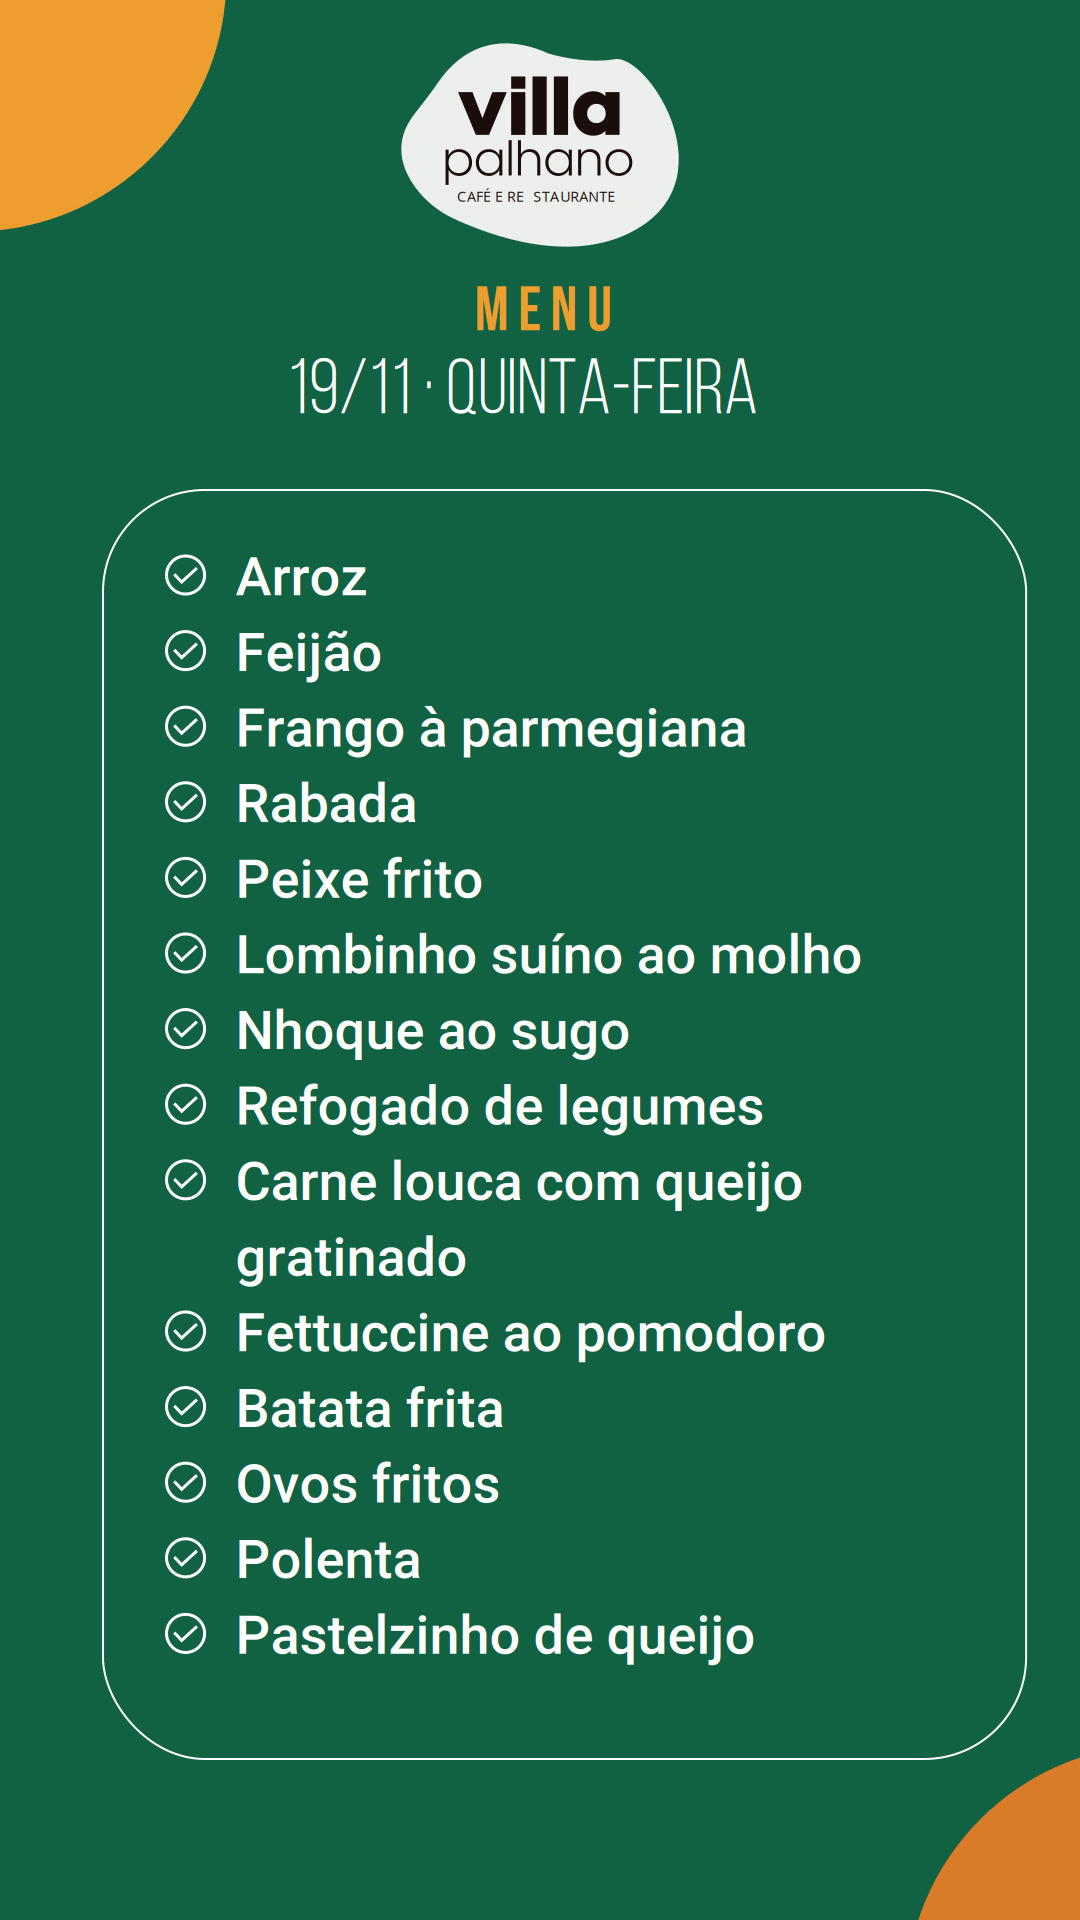 villa
palhano
CAFÉ E RE STAURANTE
MENU
19/11 · QUINTA-FEIRA
Arroz
Feijão
Frango à parmegiana
Rabada
Peixe frito
Lombinho suíno ao molho
Nhoque ao sugo
Refogado de legumes
Carne louca com queijo
gratinado
Fettuccine ao pomodoro
Batata frita
Ovos fritos
Polenta
Pastelzinho de queijo